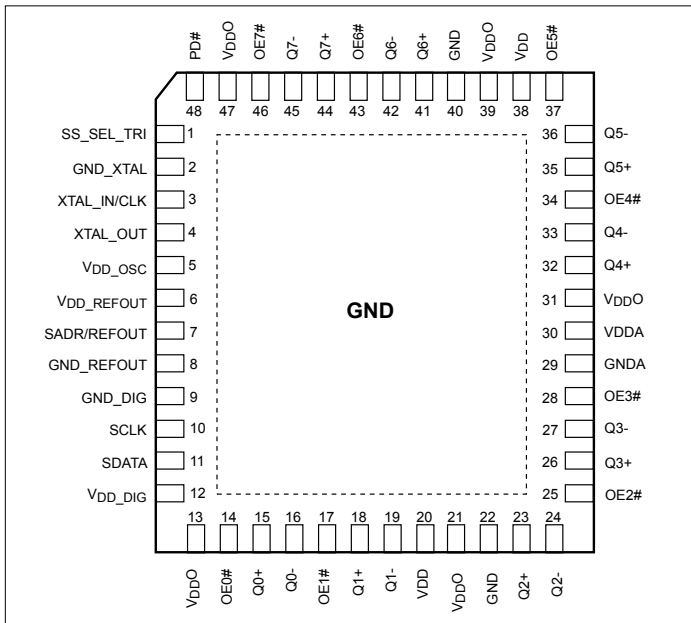 PD#
VDDO
OE7#
Q7-
Q7+
OE6#
Q6-
Q6+
GND
VDDO
VDD
OE5#
48 47 46 45 44 43 42 41 40 39 38 37
SS_SEL_TRI 1 36 Q5-
GND_XTAL 2 35 Q5+
XTAL_IN/CLK 3 34 OE4#
XTAL_OUT 4 33 Q4-
VDD_OSC 5 32 Q4+
VDD_REFOUT 6 31 VDDO
GND
SADR/REFOUT 7 30 VDDA
GND_REFOUT 8 29 GNDA
GND_DIG 9 28 OE3#
SCLK 10 27 Q3-
SDATA 11 26 Q3+
VDD_DIG 12 25 OE2#
13 14 15 16 17 18 19 20 21 22 23 24
VDDO
OE0#
Q0+
Q0-
OE1#
Q1+
Q1-
VDD
VDDO
GND
Q2+
Q2-